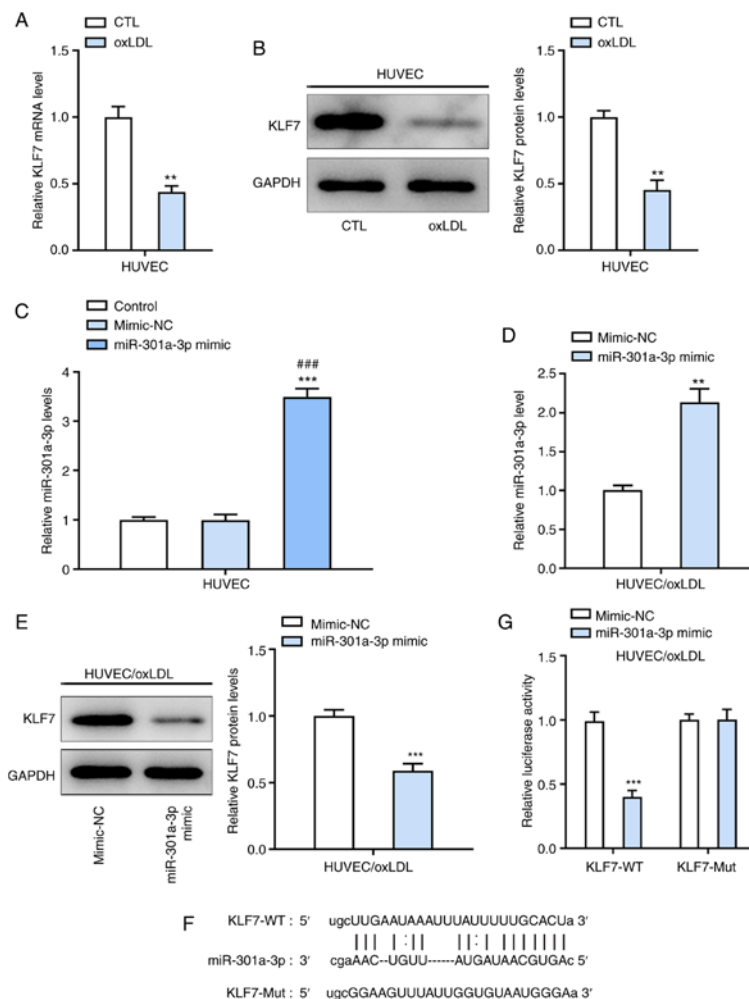 A
CTL
oxLDL
Relative KLF7 mRNA level
1.5
1.0
0.5
0.0
**
HUVEC
B
HUVEC
KLF7
GAPDH
CTL
oxLDL
CTL
oxLDL
Relative KLF7 protein levels
1.5
1.0
0.5
0.0
**
HUVEC
C
Control
Mimic-NC
miR-301a-3p mimic
Relative miR-301a-3p levels
4
3
2
1
0
###
***
HUVEC
D
Mimic-NC
miR-301a-3p mimic
Relative miR-301a-3p level
2.5
2.0
1.5
1.0
0.5
0.0
**
HUVEC/oxLDL
E
HUVEC/oxLDL
KLF7
GAPDH
Mimic-NC
miR-301a-3p
mimic
Mimic-NC
miR-301a-3p mimic
Relative KLF7 protein levels
1.5
1.0
0.5
0.0
***
HUVEC/oxLDL
G
Mimic-NC
miR-301a-3p mimic
HUVEC/oxLDL
Relative luciferase activity
1.5
1.0
0.5
0.0
***
KLF7-WT
KLF7-Mut
F
KLF7-WT : 5′ ugcUUGAAUAAAUUUAUUUUUGCACUa 3′
miR-301a-3p : 3′ cgaAAC--UGUU------AUGAUAACGUGAc 5′
KLF7-Mut : 5′ ugcGGAAGUUUAUUGGUGUAAUGGGAa 3′